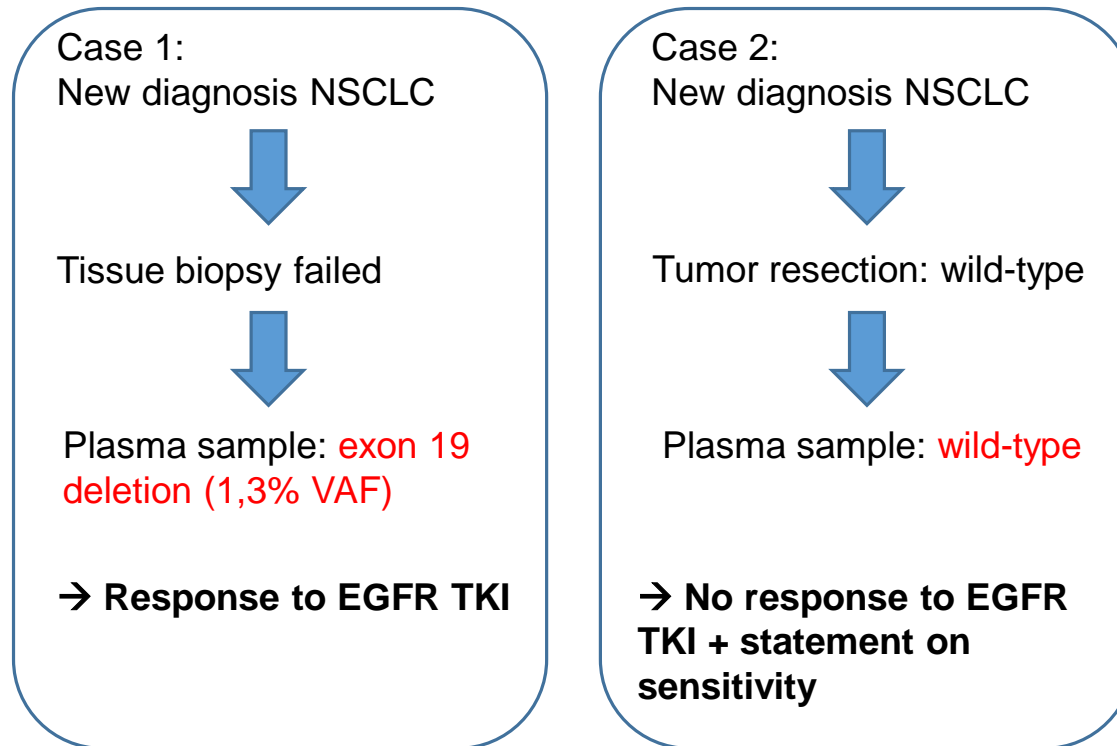 Case 1:
New diagnosis NSCLC
Tissue biopsy failed
Plasma sample: exon 19
deletion (1,3% VAF)
→ Response to EGFR TKI
Case 2:
New diagnosis NSCLC
Tumor resection: wild-type
Plasma sample: wild-type
→ No response to EGFR
TKI + statement on
sensitivity